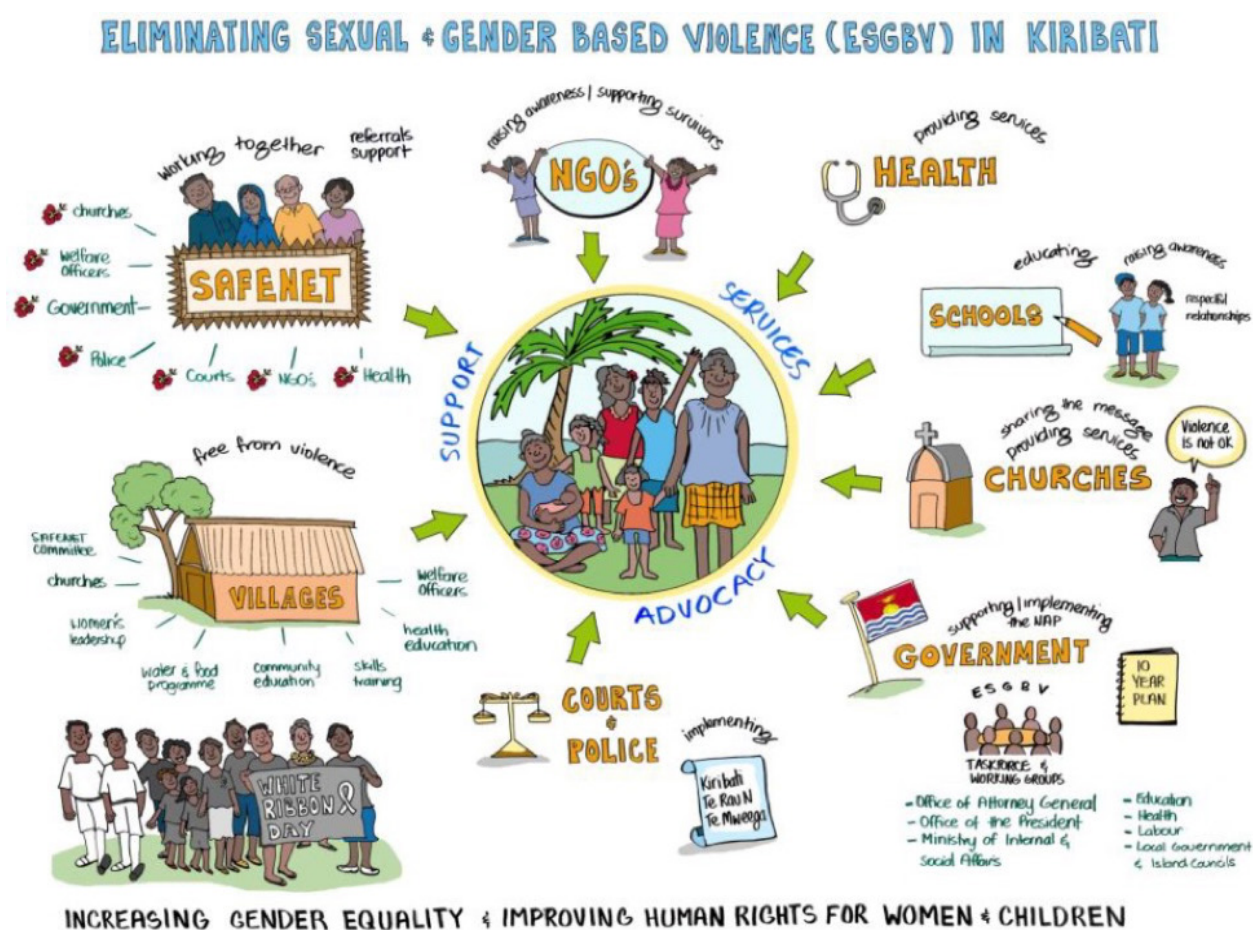 ELIMINATING SEXUAL & GENDER BASED VIOLENCE (ESGBV) IN KIRIBATI
working together
referrals
support
SAFENET
churches
Welfare
Officers
Government
Police
Courts
NGO's
Health
raising awareness / supporting survivors
NGO's
providing services
HEALTH
educating
raising awareness
respectful
relationships
SCHOOLS
sharing the message
providing services
CHURCHES
Violence
is not OK
SUPPORT
SERVICES
ADVOCACY
free from violence
VILLAGES
SAFENET
committee
churches
women's
leadership
water & food
programme
community
education
skills
training
health
education
Welfare
Officers
WHITE
RIBBON
DAY
COURTS
&
POLICE
implementing
Kiribati
Te Rau N
Te Mweega
supporting / implementing
the NAP
GOVERNMENT
ESGBV
TASKFORCE &
WORKING GROUPS
10
YEAR
PLAN
- Office of Attorney General
- Office of the President
- Ministry of Internal &
Social Affairs
- Education
- Health
- Labour
- Local Government
& Island Councils
INCREASING GENDER EQUALITY & IMPROVING HUMAN RIGHTS FOR WOMEN & CHILDREN